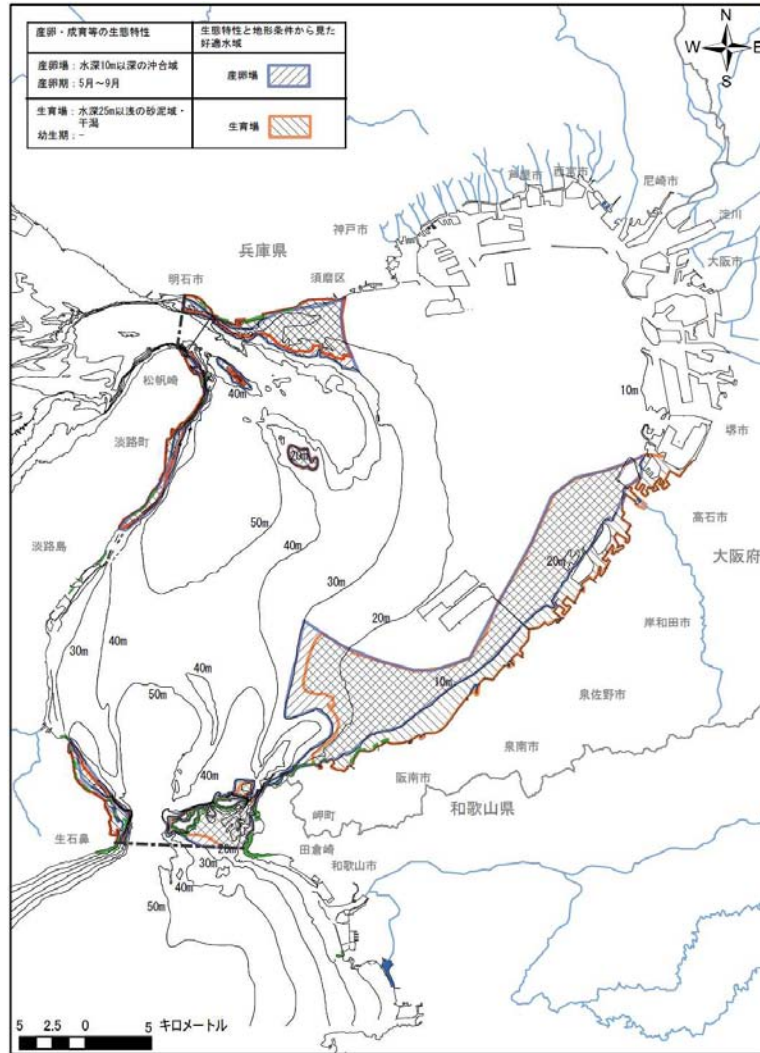 産卵・成育等の生態特性
生態特性と地形条件から見た
好適水域
産卵場：水深10m以深の沖合域
産卵期：5月～9月
産卵場
生育場：水深25m以浅の砂泥域・
干潟
幼生期：-
生育場
N
W
E
S
芦屋市
西宮市
尼崎市
神戸市
淀川
兵庫県
大阪市
明石市
須磨区
松帆崎
40m
10m
淡路町
堺市
20m
50m
高石市
淡路島
40m
20m
大阪府
30m
20m
30m
40m
岸和田市
40m
10m
50m
泉佐野市
泉南市
40m
阪南市
岬町
和歌山県
生石鼻
田倉崎
20m
30m
和歌山市
40m
50m
5 2.5 0 5 キロメートル